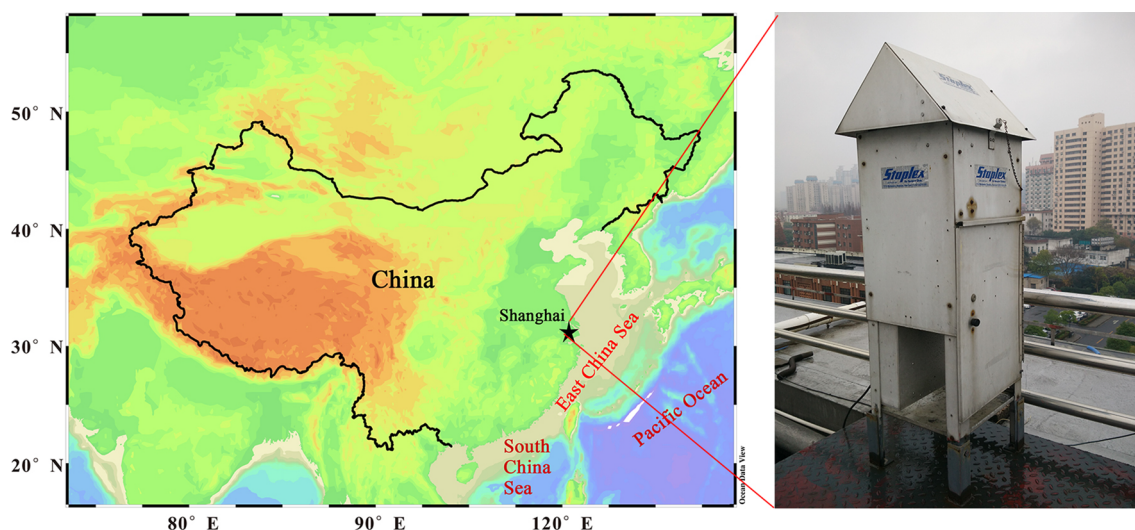 50° N
40° N
30° N
20° N
80° E
90° E
120° E
China
Shanghai
East China Sea
Pacific Ocean
South
China
Sea
Ocean Data View
Staplex
Staplex
Staplex